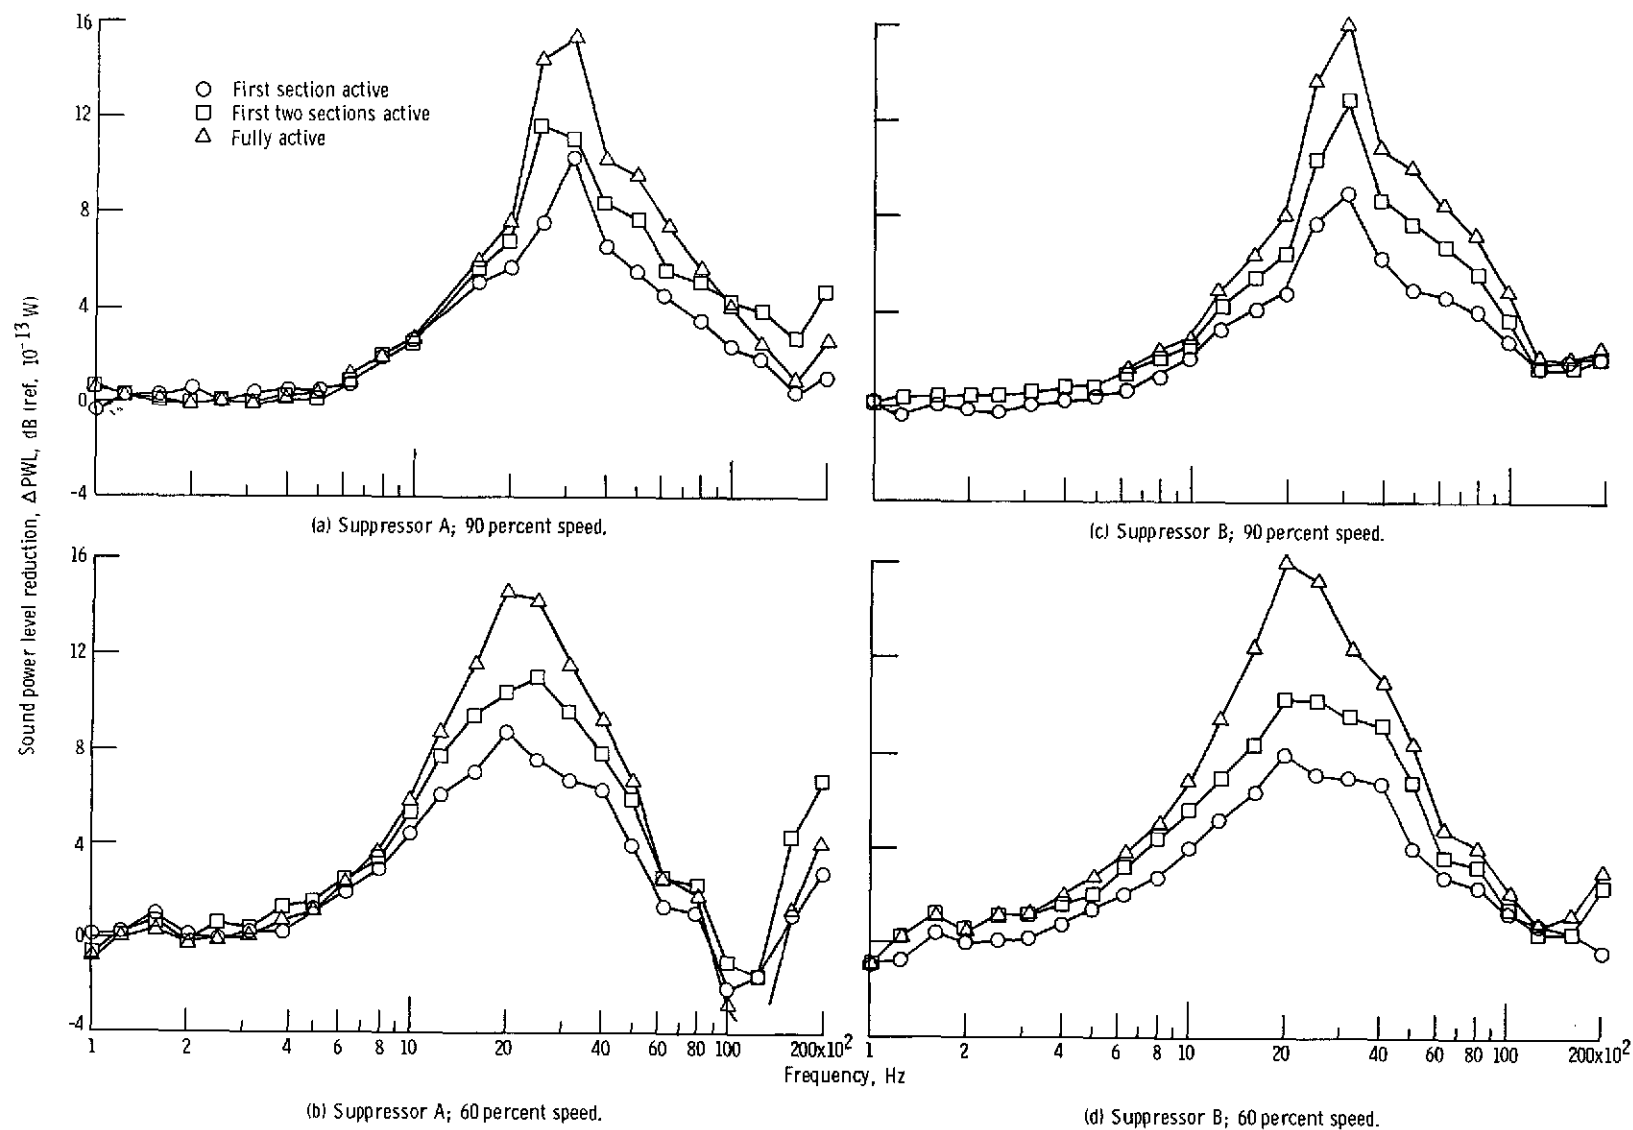 16
12
8
4
0
-4
○ First section active
□ First two sections active
△ Fully active
(a) Suppressor A; 90 percent speed.
(c) Suppressor B; 90 percent speed.
Sound power level reduction, ΔPWL, dB (ref. 10⁻¹³ W)
16
12
8
4
0
-4
1 2 4 6 8 10 20 40 60 80 100 200x10²
1 2 4 6 8 10 20 40 60 80 100 200x10²
Frequency, Hz
(b) Suppressor A; 60 percent speed.
(d) Suppressor B; 60 percent speed.